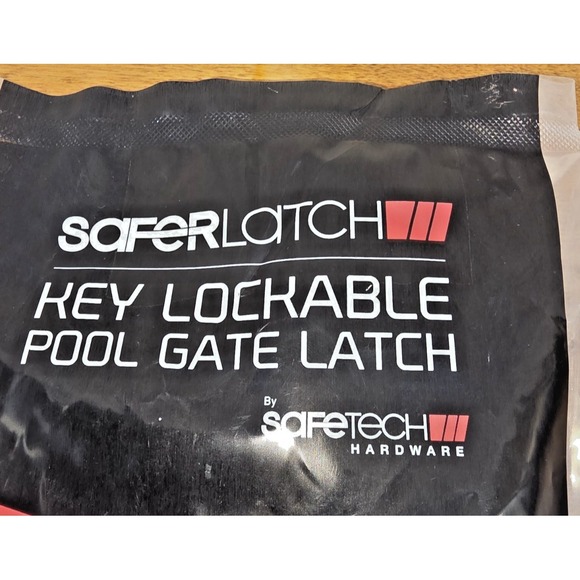 SaFeRLaTCH
KEY LOCKABLE
POOL GATE LATCH
By
SaFeTeCH
HARDWARE